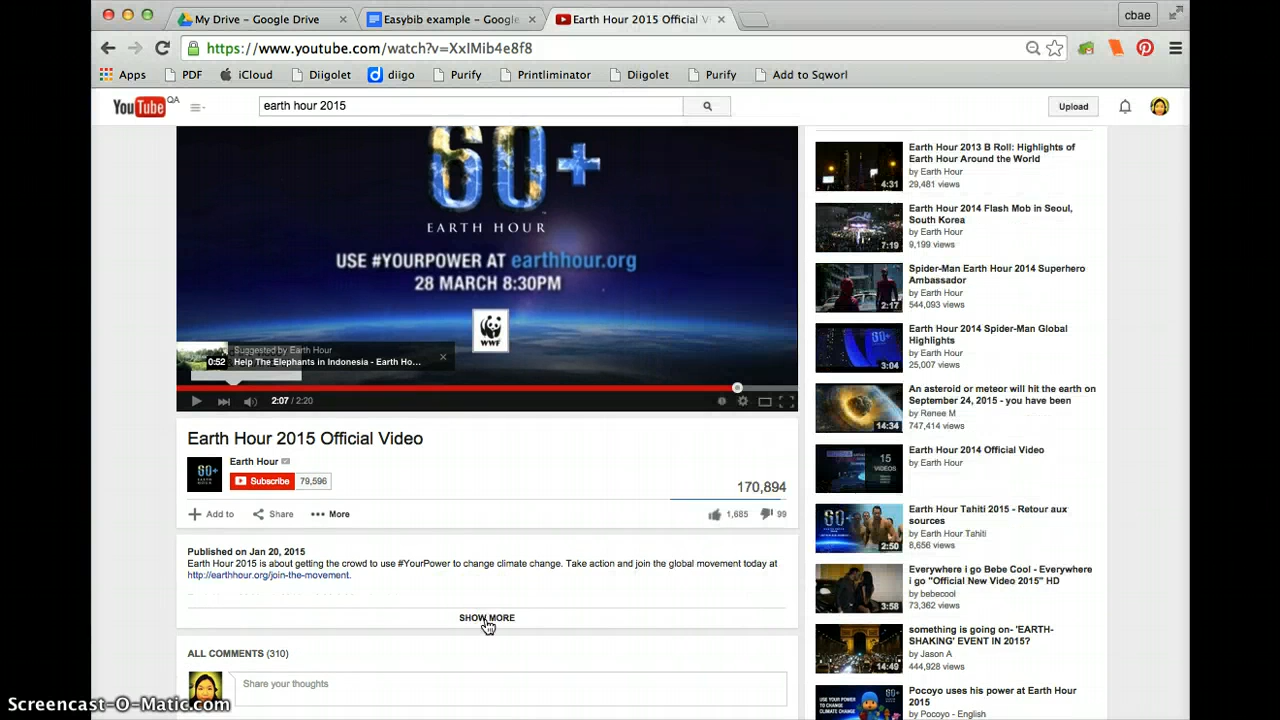 My Drive – Google Drive
Easybib example – Google
Earth Hour 2015 Official Vi
cbae
https://www.youtube.com/watch?v=XxIMib4e8f8
Apps
PDF
iCloud
Diigolet
diigo
Purify
Printliminator
Diigolet
Purify
Add to Sqworl
YouTube QA
earth hour 2015
Upload
60+
EARTH HOUR
USE #YOURPOWER AT earthhour.org
28 MARCH 8:30PM
WWF
0:52
Suggested by Earth Hour
Help The Elephants in Indonesia - Earth Ho...
2:07 / 2:20
Earth Hour 2015 Official Video
60+
Earth Hour
Subscribe 79,596
170,894
Add to
Share
More
1,685
99
Published on Jan 20, 2015
Earth Hour 2015 is about getting the crowd to use #YourPower to change climate change. Take action and join the global movement today at
http://earthhour.org/join-the-movement.
SHOW MORE
ALL COMMENTS (310)
Share your thoughts
Earth Hour 2013 B Roll: Highlights of
Earth Hour Around the World
by Earth Hour
29,481 views
4:31
Earth Hour 2014 Flash Mob in Seoul,
South Korea
by Earth Hour
9,199 views
7:19
Spider-Man Earth Hour 2014 Superhero
Ambassador
by Earth Hour
544,093 views
2:17
Earth Hour 2014 Spider-Man Global
Highlights
by Earth Hour
25,007 views
3:04
An asteroid or meteor will hit the earth on
September 24, 2015 - you have been
by Renee M
747,414 views
14:34
Earth Hour 2014 Official Video
by Earth Hour
15
VIDEOS
Earth Hour Tahiti 2015 - Retour aux
sources
by Earth Hour Tahiti
8,656 views
60+
2:50
Everywhere i go Bebe Cool - Everywhere
i go "Official New Video 2015" HD
by bebecool
73,362 views
3:58
something is going on- 'EARTH-
SHAKING' EVENT IN 2015?
by Jason A
444,928 views
14:49
Pocoyo uses his power at Earth Hour
2015
by Pocoyo - English
USE YOUR
POWER TO
CHANGE
CLIMATE
CHANGE
60+
Screencast-O-Matic.com